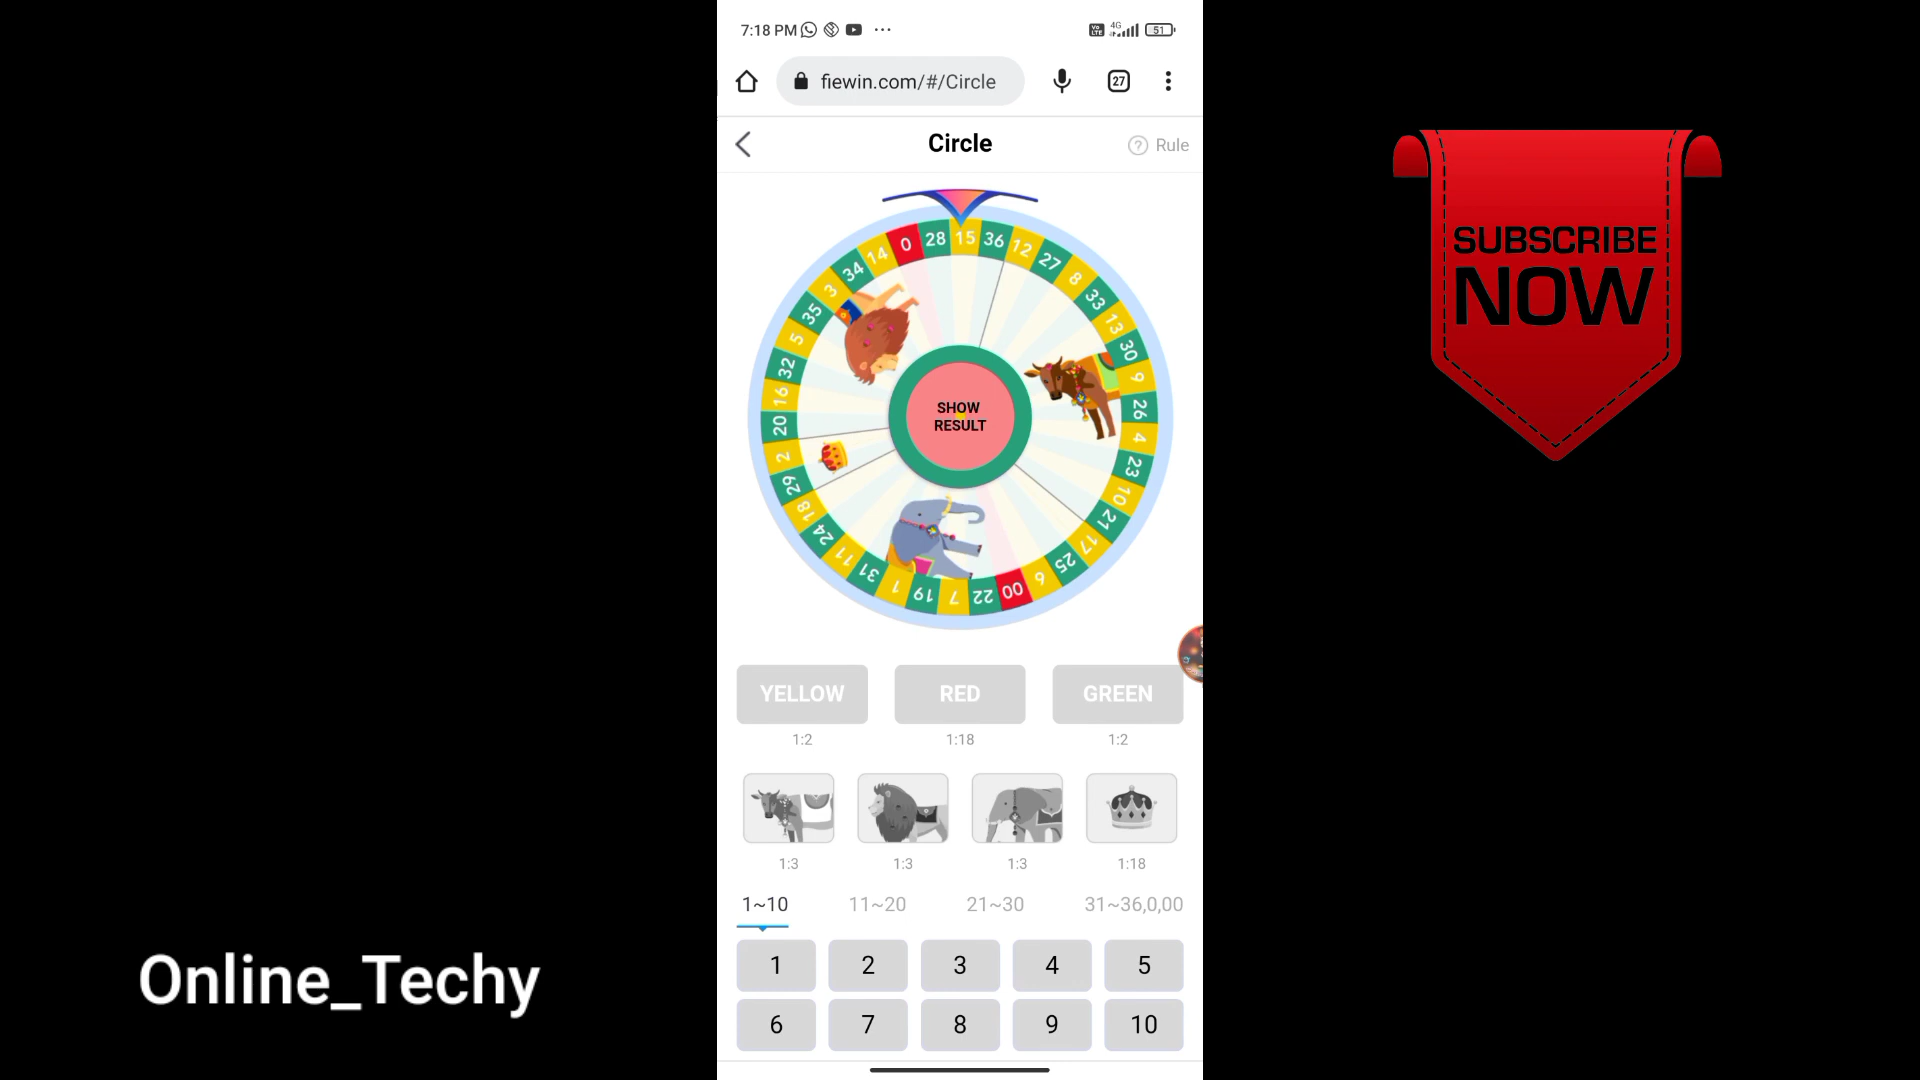 7:18 PM
4G
Vo
LTE
51
fiewin.com/#/Circle
27
Circle
? Rule
0 28 15 36 12 27 8 33 13 30 9 26 4 23 10 21 17 25 6 00 22 7 19 1 31 11 24 18 29 2 20 16 32 5 35 3 34 14
SHOW
RESULT
YELLOW RED GREEN
1:2 1:18 1:2
1:3 1:3 1:3 1:18
1~10 11~20 21~30 31~36,0,00
1 2 3 4 5
6 7 8 9 10
SUBSCRIBE
NOW
Online_Techy